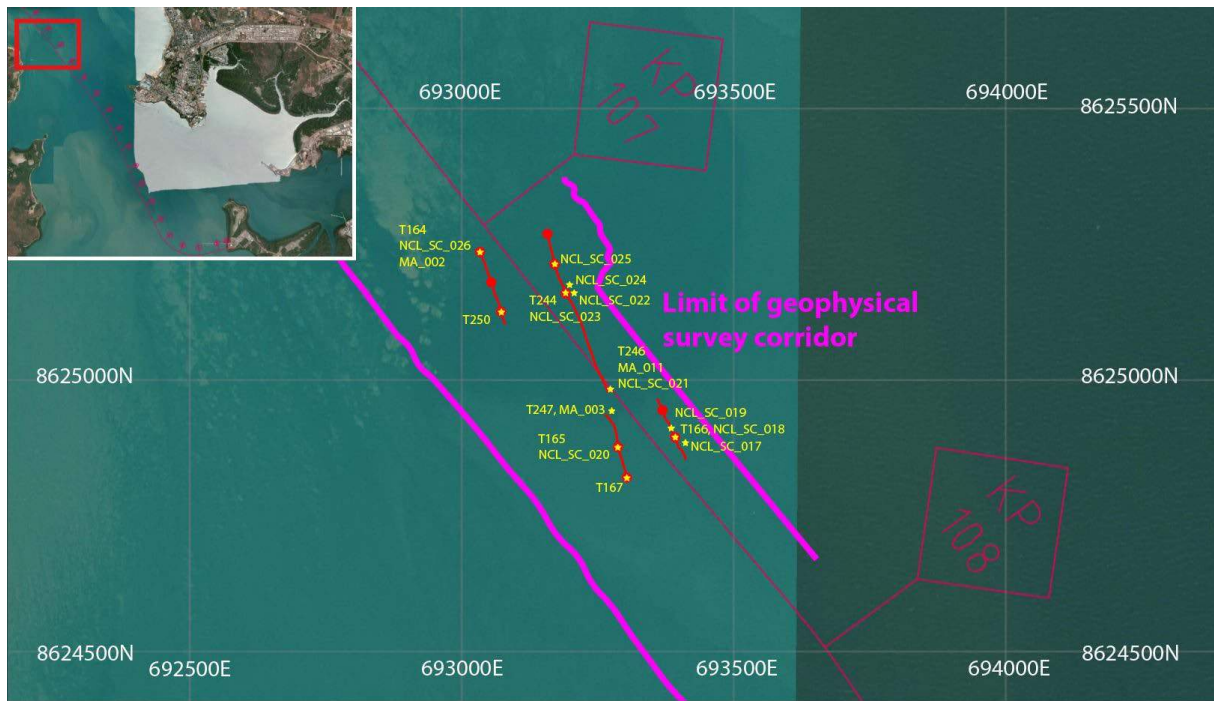 693000E
693500E
694000E
8625500N
KP
107
T164
NCL_SC_026
MA_002
T250
NCL_SC_025
NCL_SC_024
NCL_SC_022
T244
NCL_SC_023
Limit of geophysical
survey corridor
T246
MA_011
NCL_SC_021
8625000N
8625000N
T247, MA_003
T165
NCL_SC_020
T167
NCL_SC_019
T166, NCL_SC_018
NCL_SC_017
KP
108
8624500N
8624500N
692500E
693000E
693500E
694000E